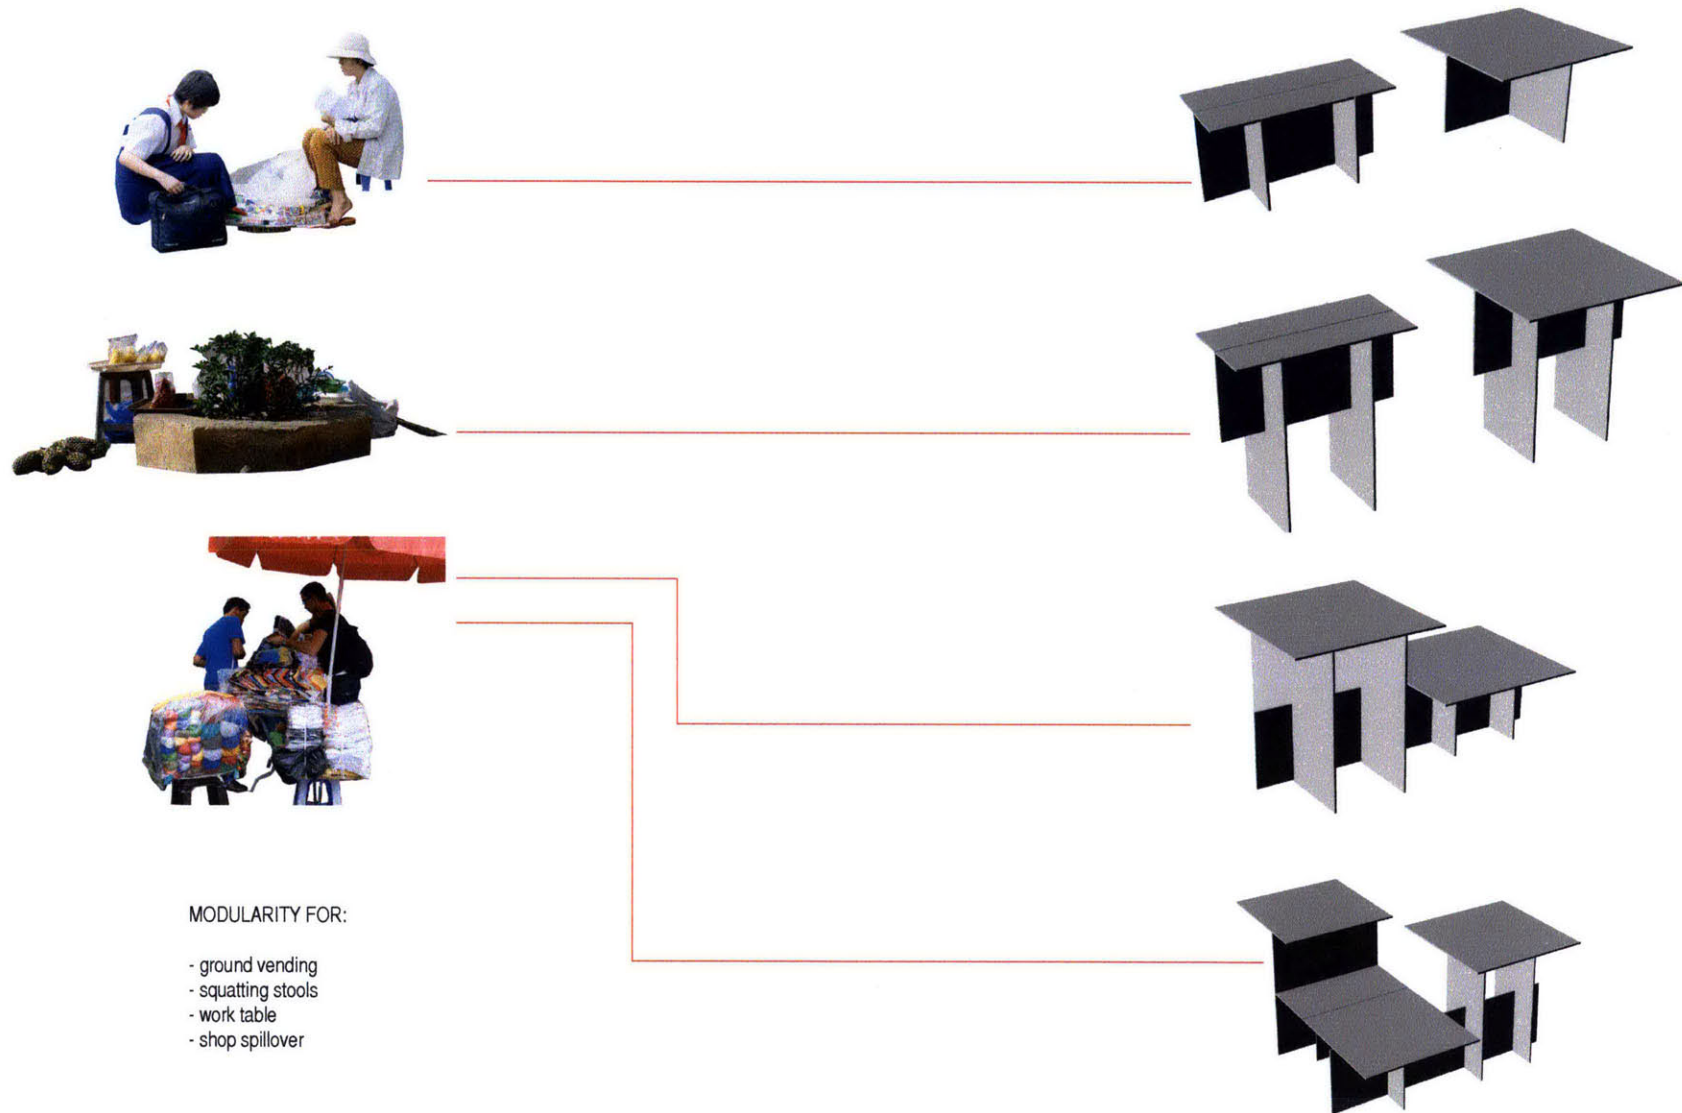 MODULARITY FOR:
- ground vending
- squatting stools
- work table
- shop spillover